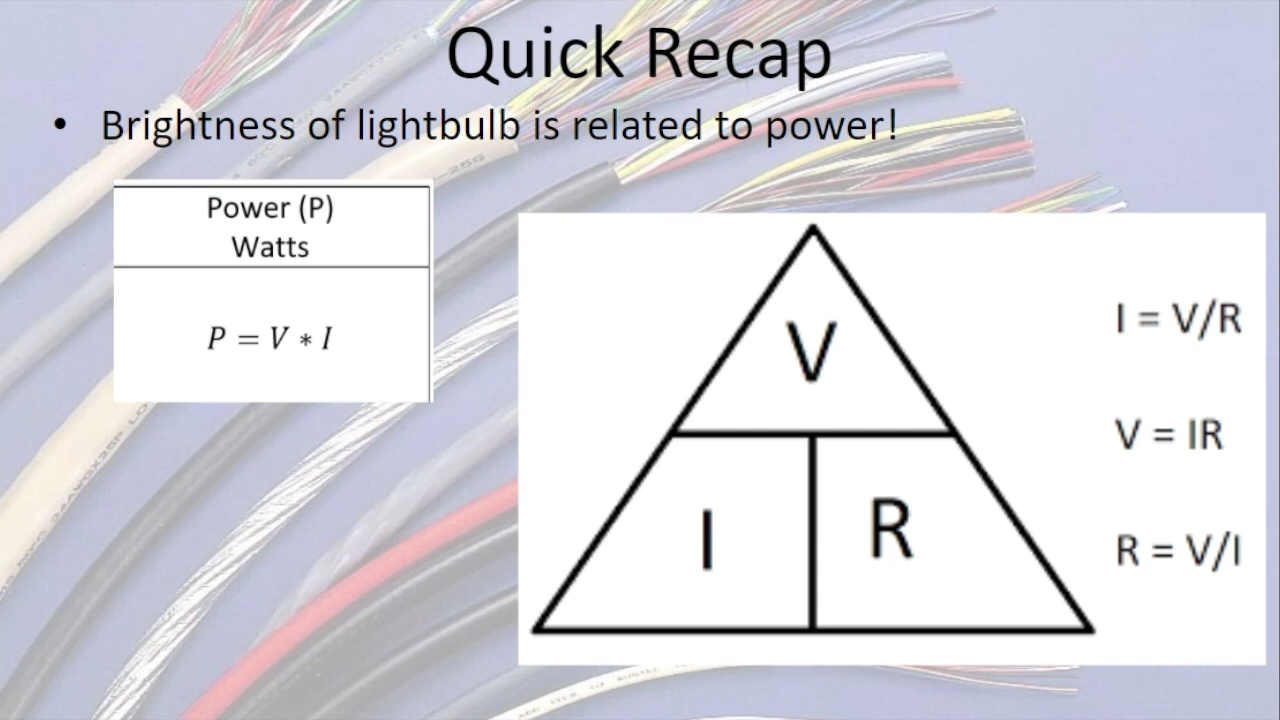 Quick Recap
• Brightness of lightbulb is related to power!
Power (P)
Watts
P = V * I
V
I
R
I = V/R
V = IR
R = V/I